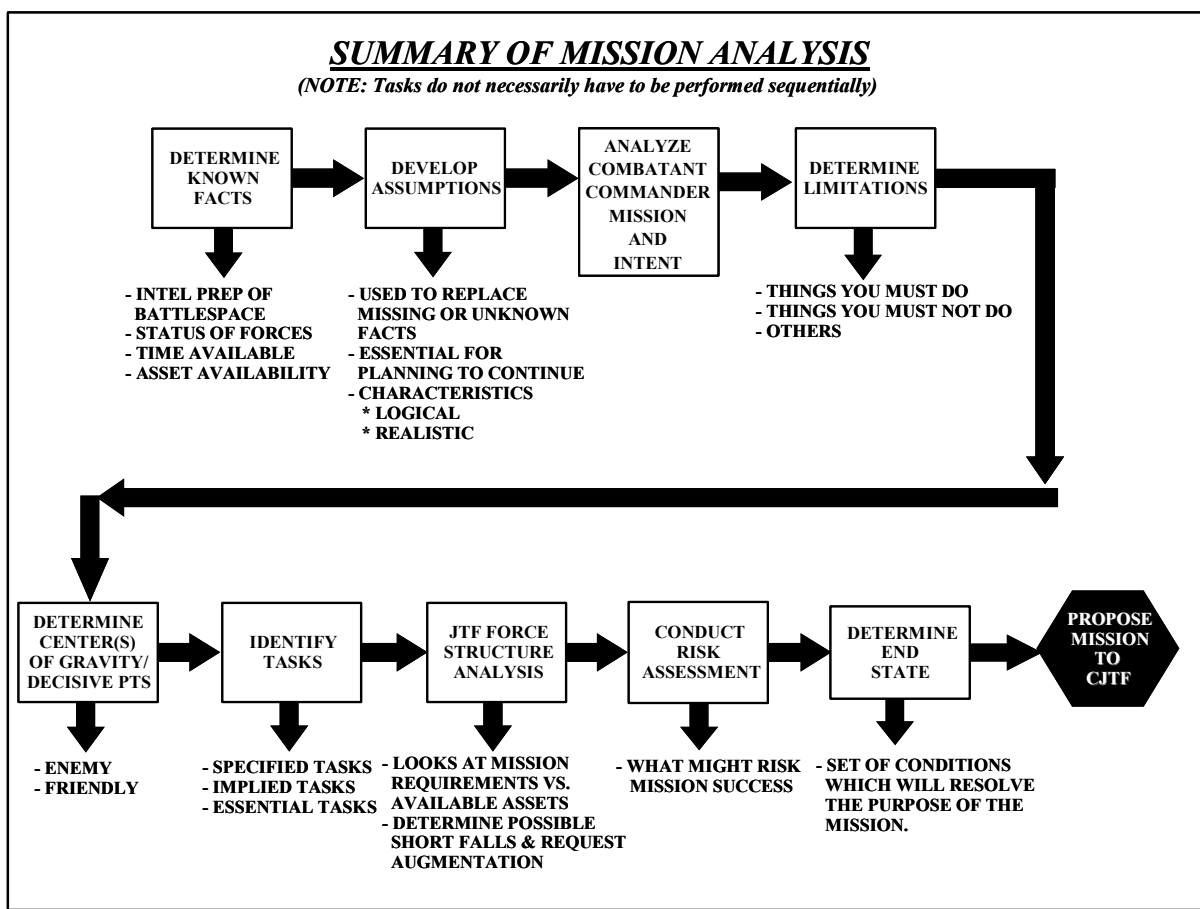 SUMMARY OF MISSION ANALYSIS
(NOTE: Tasks do not necessarily have to be performed sequentially)
DETERMINE
KNOWN
FACTS
DEVELOP
ASSUMPTIONS
ANALYZE
COMBATANT
COMMANDER
MISSION
AND
INTENT
DETERMINE
LIMITATIONS
- INTEL PREP OF
BATTLESPACE
- STATUS OF FORCES
- TIME AVAILABLE
- ASSET AVAILABILITY
- USED TO REPLACE
MISSING OR UNKNOWN
FACTS
- ESSENTIAL FOR
PLANNING TO CONTINUE
- CHARACTERISTICS
* LOGICAL
* REALISTIC
- THINGS YOU MUST DO
- THINGS YOU MUST NOT DO
- OTHERS
DETERMINE
CENTER(S)
OF GRAVITY/
DECISIVE PTS
IDENTIFY
TASKS
JTF FORCE
STRUCTURE
ANALYSIS
CONDUCT
RISK
ASSESSMENT
DETERMINE
END
STATE
PROPOSE
MISSION
TO
CJTF
- ENEMY
- FRIENDLY
- SPECIFIED TASKS
- IMPLIED TASKS
- ESSENTIAL TASKS
- LOOKS AT MISSION
REQUIREMENTS VS.
AVAILABLE ASSETS
- DETERMINE POSSIBLE
SHORT FALLS & REQUEST
AUGMENTATION
- WHAT MIGHT RISK
MISSION SUCCESS
- SET OF CONDITIONS
WHICH WILL RESOLVE
THE PURPOSE OF THE
MISSION.